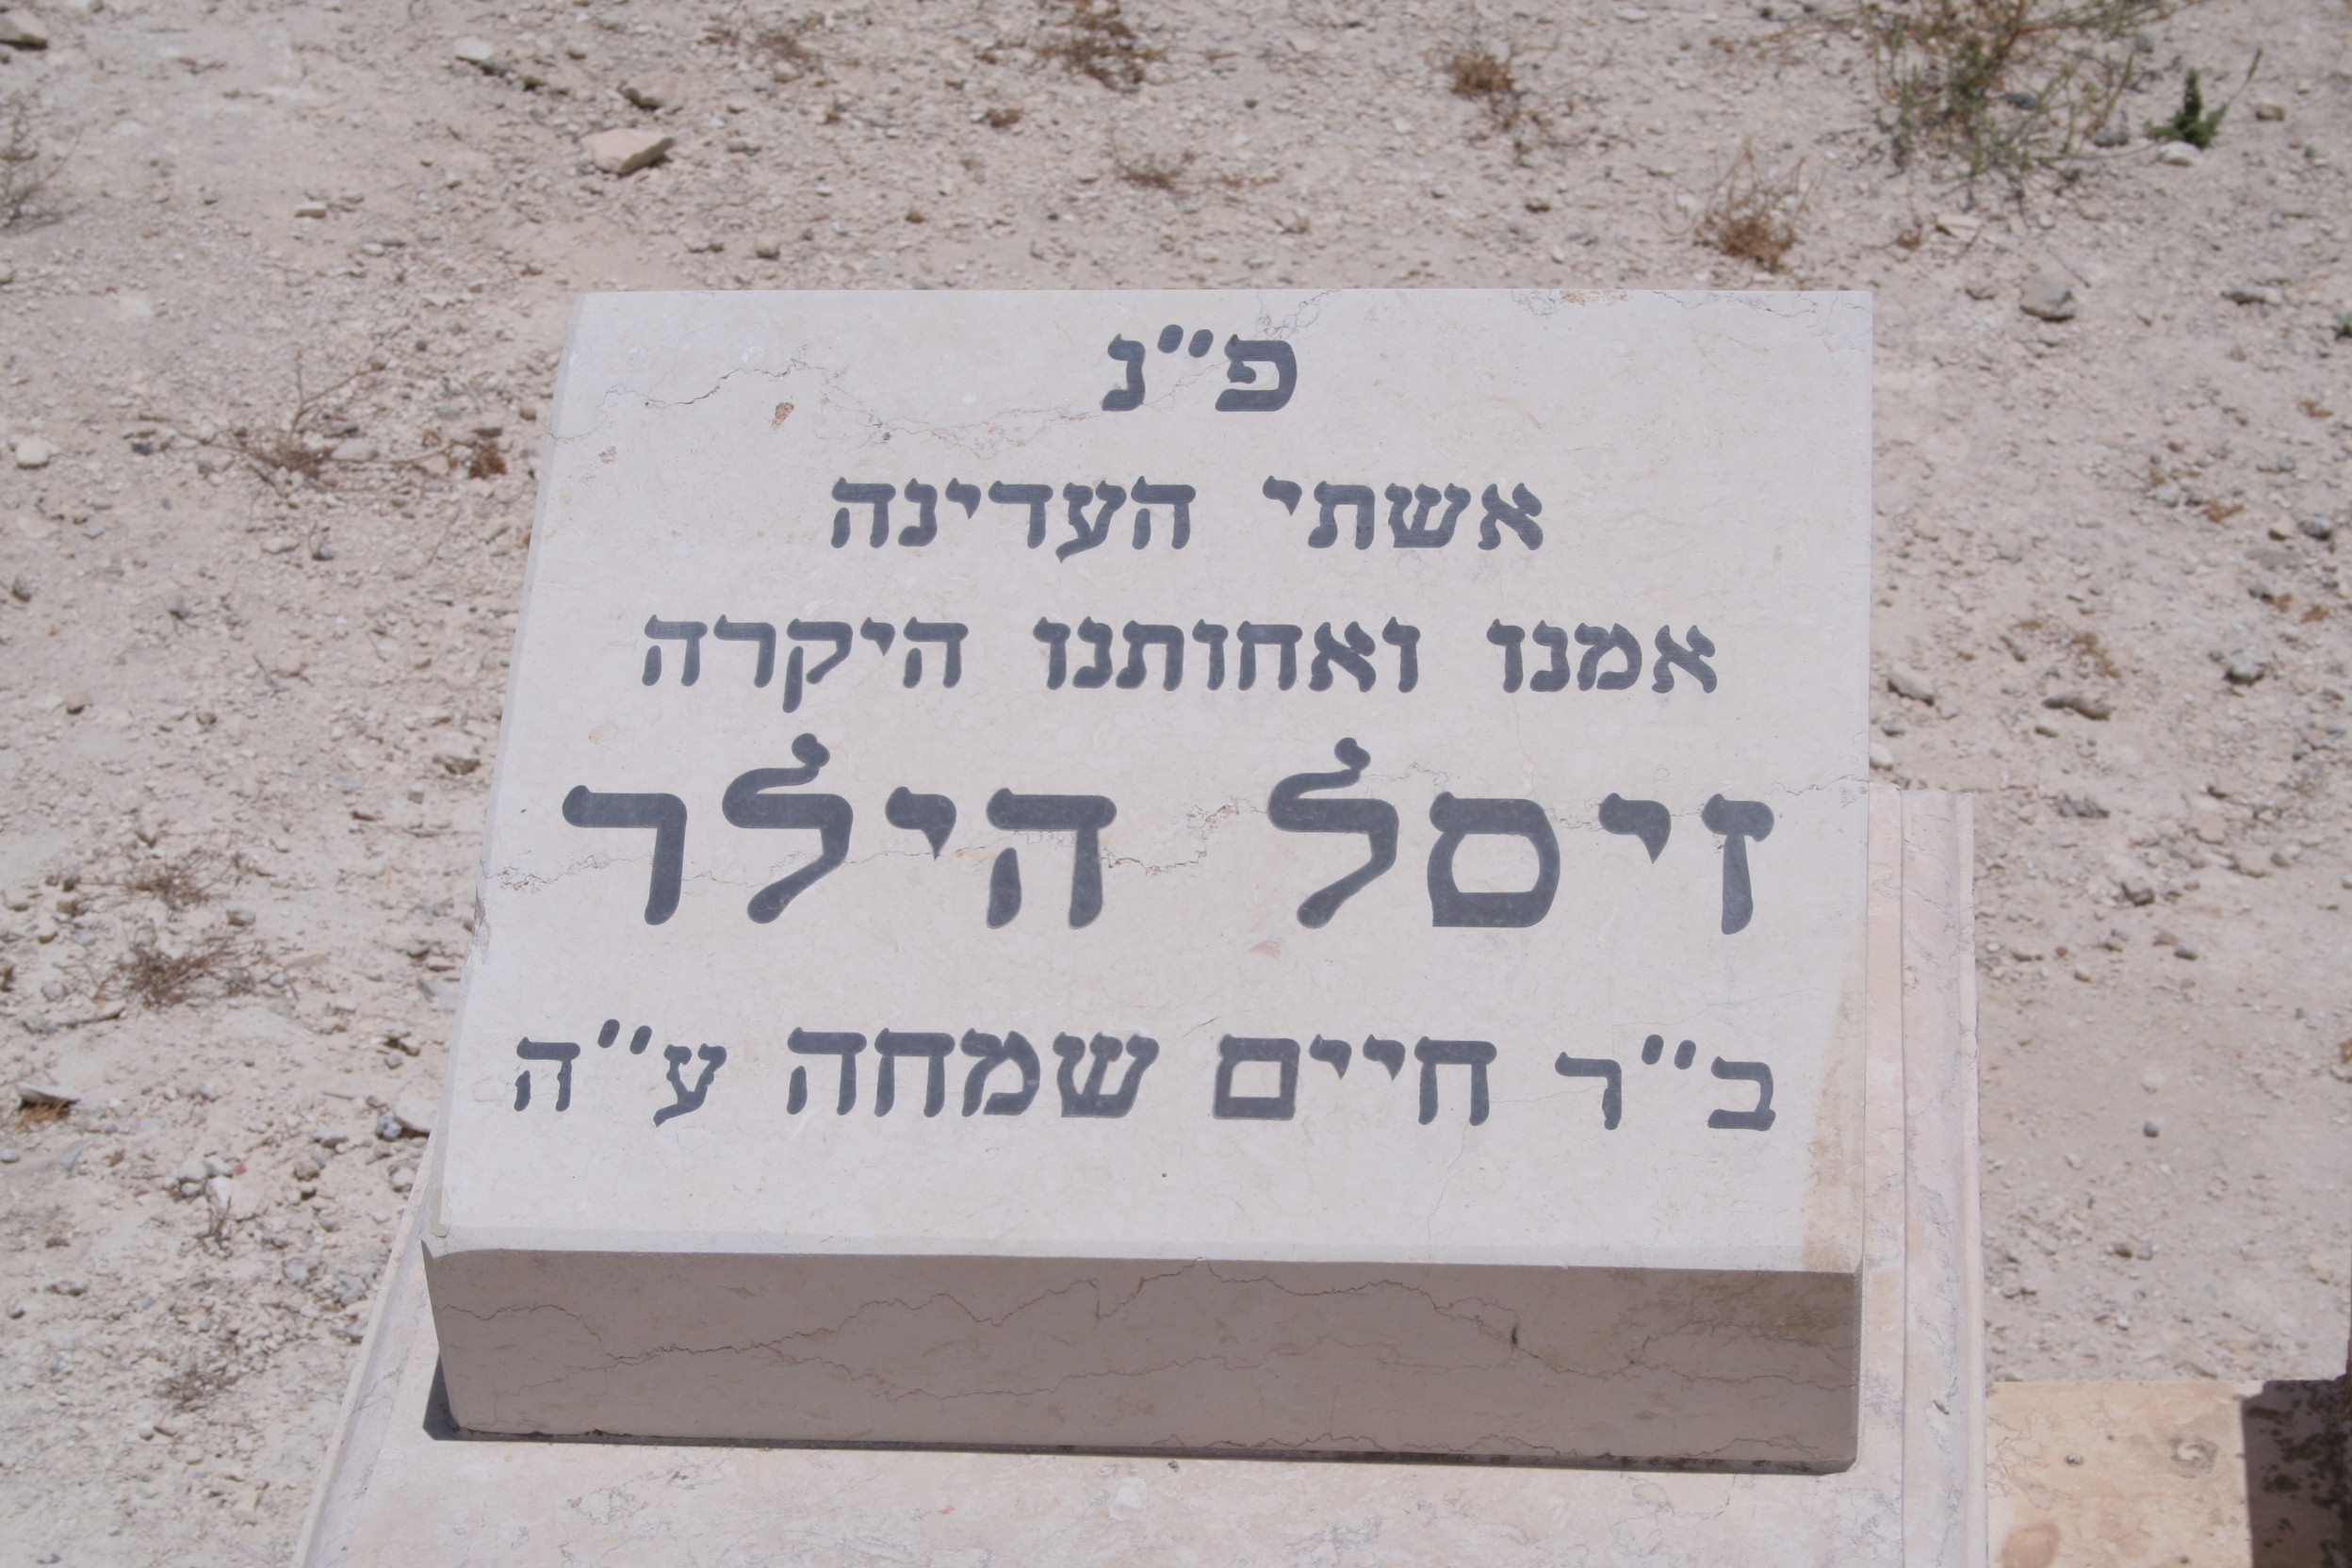 פ"נ
אשתי העדינה
אמנו ואחותנו היקרה
זיסל הילר
ב"ר חיים שמחה ע"ה